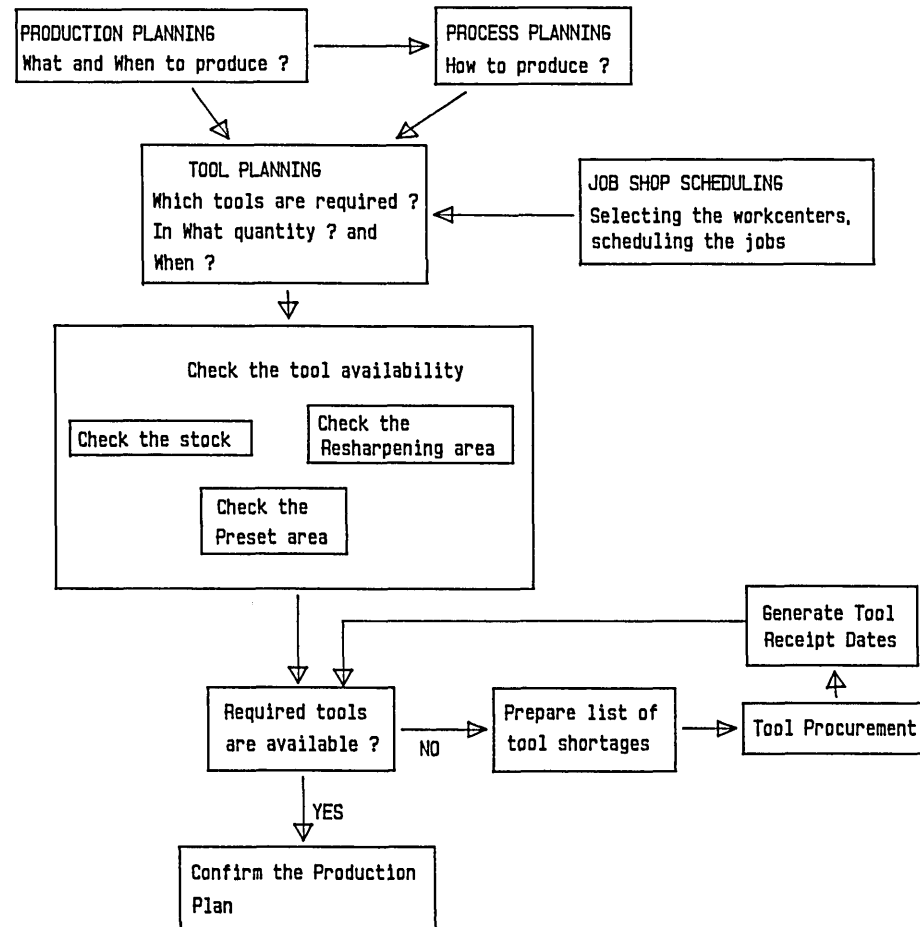 PRODUCTION PLANNING
What and When to produce ?
PROCESS PLANNING
How to produce ?
TOOL PLANNING
Which tools are required ?
In What quantity ? and
When ?
JOB SHOP SCHEDULING
Selecting the workcenters,
scheduling the jobs
Check the tool availability
Check the stock
Check the
Resharpening area
Check the
Preset area
Generate Tool
Receipt Dates
Required tools
are available ?
NO
Prepare list of
tool shortages
Tool Procurement
YES
Confirm the Production
Plan